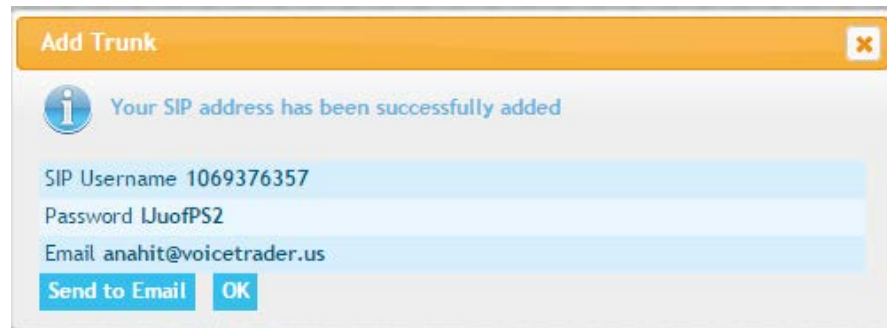 Add Trunk
Your SIP address has been successfully added
SIP Username 1069376357
Password IJuofPS2
Email anahit@voicetrader.us
Send to Email OK